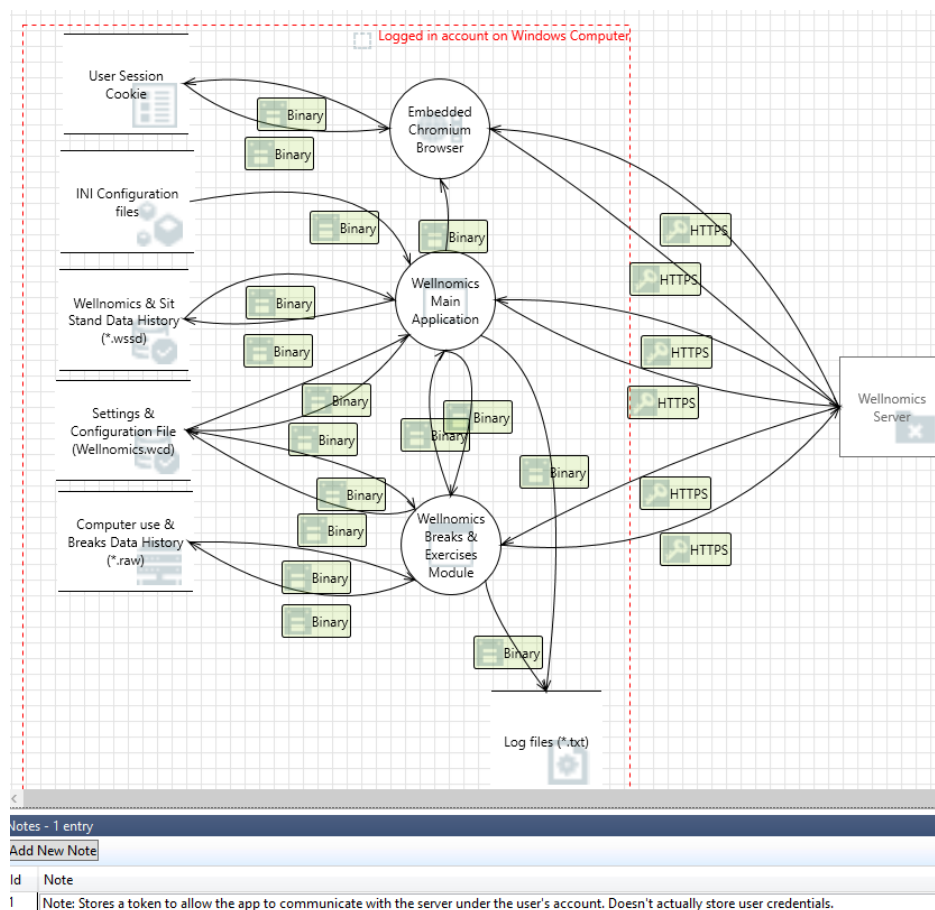 Logged in account on Windows Computer
User Session
Cookie
Embedded
Chromium
Browser
Binary
Binary
INI Configuration
files
Binary
Binary
HTTPS
HTTPS
Wellnomics & Sit
Stand Data History
(*.wssd)
Binary
Binary
Wellnomics
Main
Application
HTTPS
HTTPS
Settings &
Configuration File
(Wellnomics.wcd)
Binary
Binary
Binary
Binary
Wellnomics
Server
Binary
Binary
Binary
HTTPS
HTTPS
Computer use &
Breaks Data History
(*.raw)
Binary
Binary
Wellnomics
Breaks &
Exercises
Module
Binary
Log files (*.txt)
Notes - 1 entry
Add New Note
Id Note
1 Note: Stores a token to allow the app to communicate with the server under the user's account. Doesn't actually store user credentials.